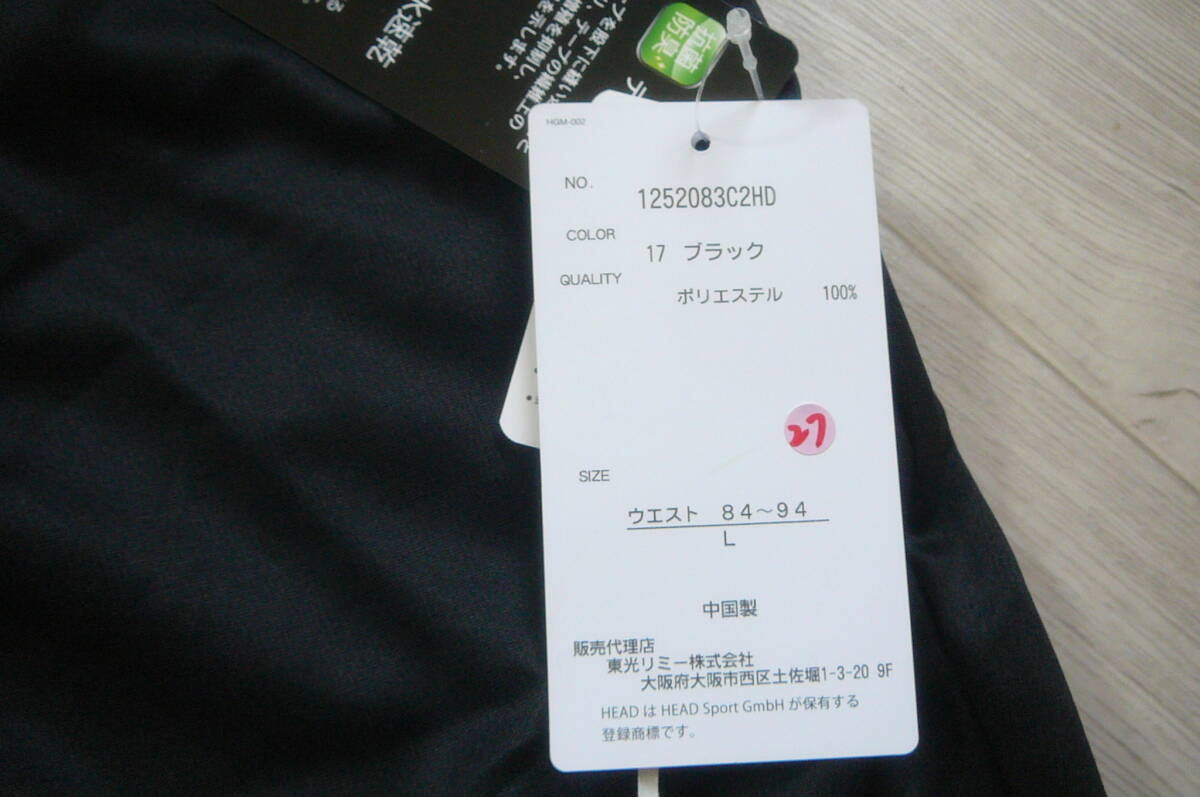 水速乾
抗菌
防臭
HGM-002
NO. 1252083C2HD
COLOR 17 ブラック
QUALITY ポリエステル 100%
27
SIZE
ウエスト 84~94
L
中国製
販売代理店
東光リミー株式会社
大阪府大阪市西区土佐堀1-3-20 9F
HEAD は HEAD Sport GmbH が保有する
登録商標です。